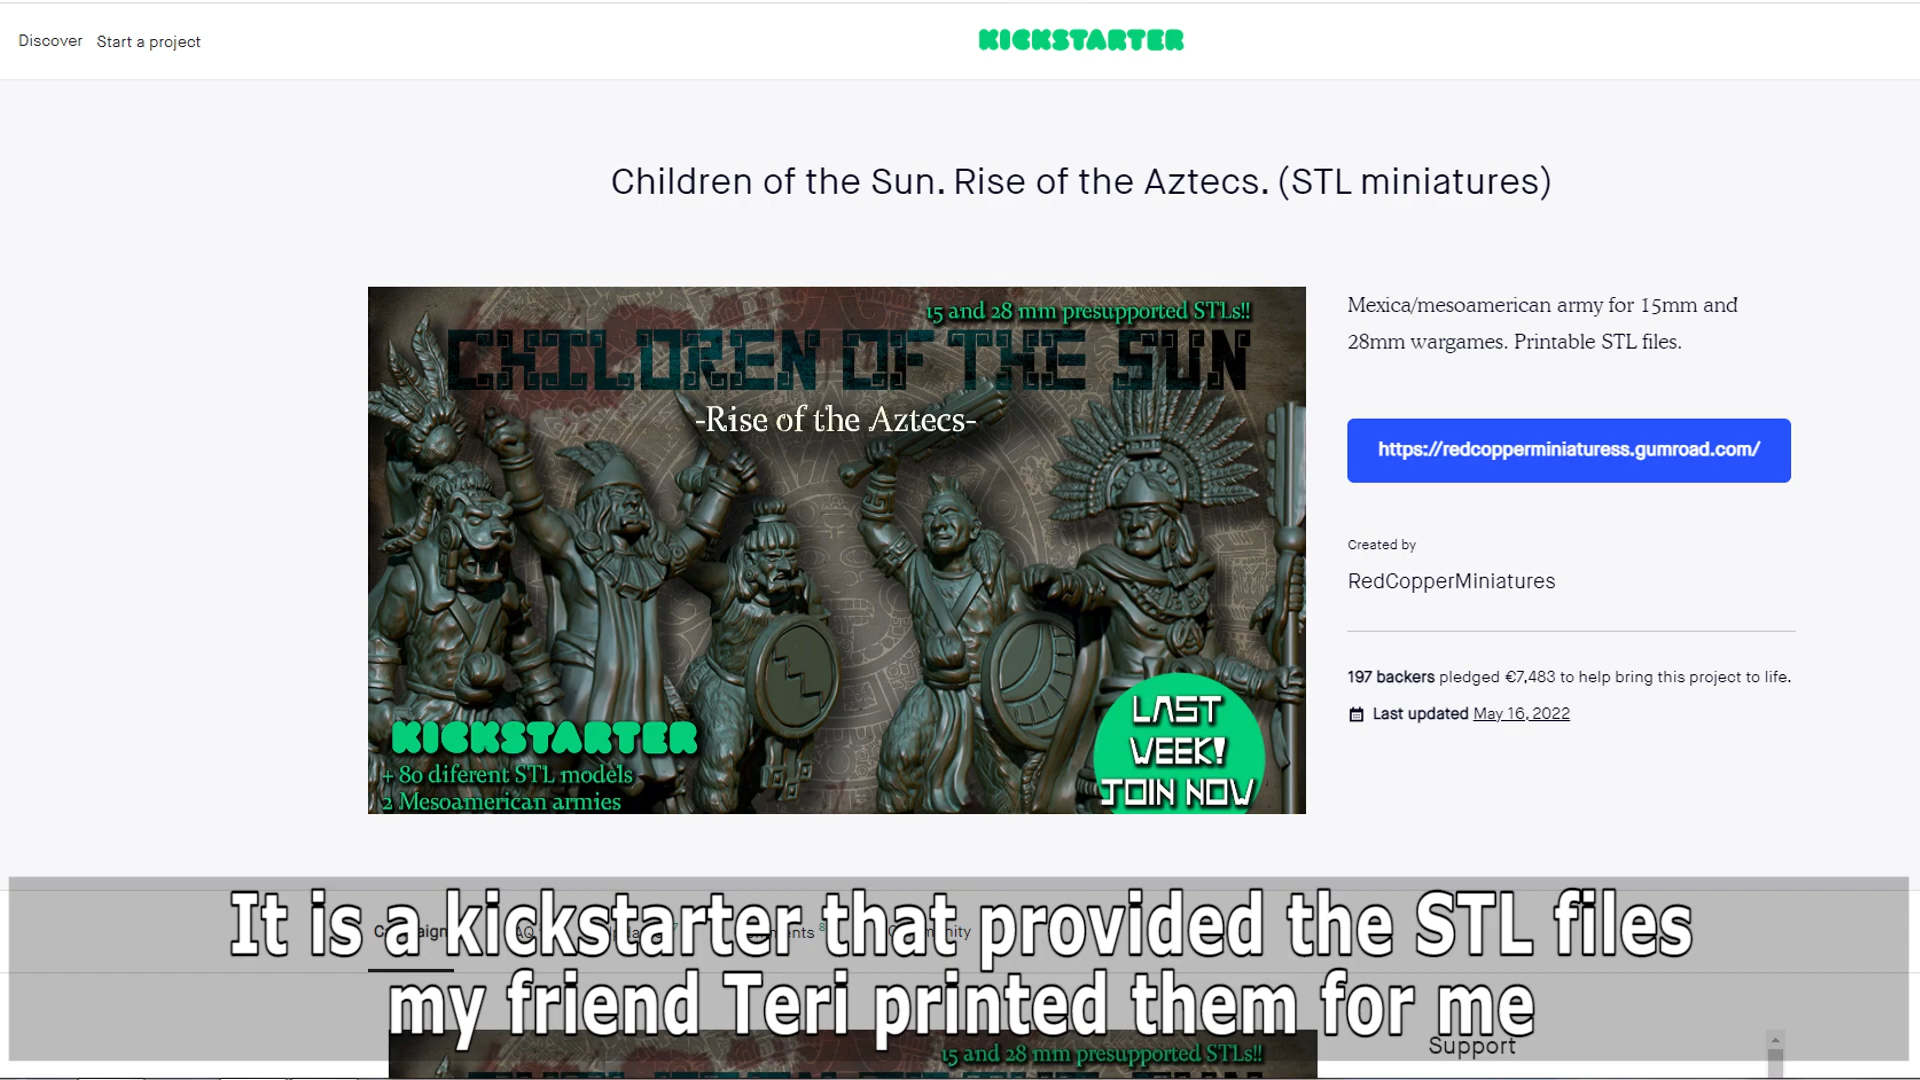 Discover Start a project
KICKSTARTER
Children of the Sun. Rise of the Aztecs. (STL miniatures)
15 and 28 mm presupported STLs!!
CHILDREN OF THE SUN
-Rise of the Aztecs-
KICKSTARTER
+ 80 diferent STL models
2 Mesoamerican armies
LAST
WEEK!
JOIN NOW
Mexica/mesoamerican army for 15mm and
28mm wargames. Printable STL files.
https://redcopperminiaturess.gumroad.com/
Created by
RedCopperMiniatures
197 backers pledged €7,483 to help bring this project to life.
Last updated May 16, 2022
It is a kickstarter that provided the STL files
my friend Teri printed them for me
Support
15 and 28 mm presupported STLs!!